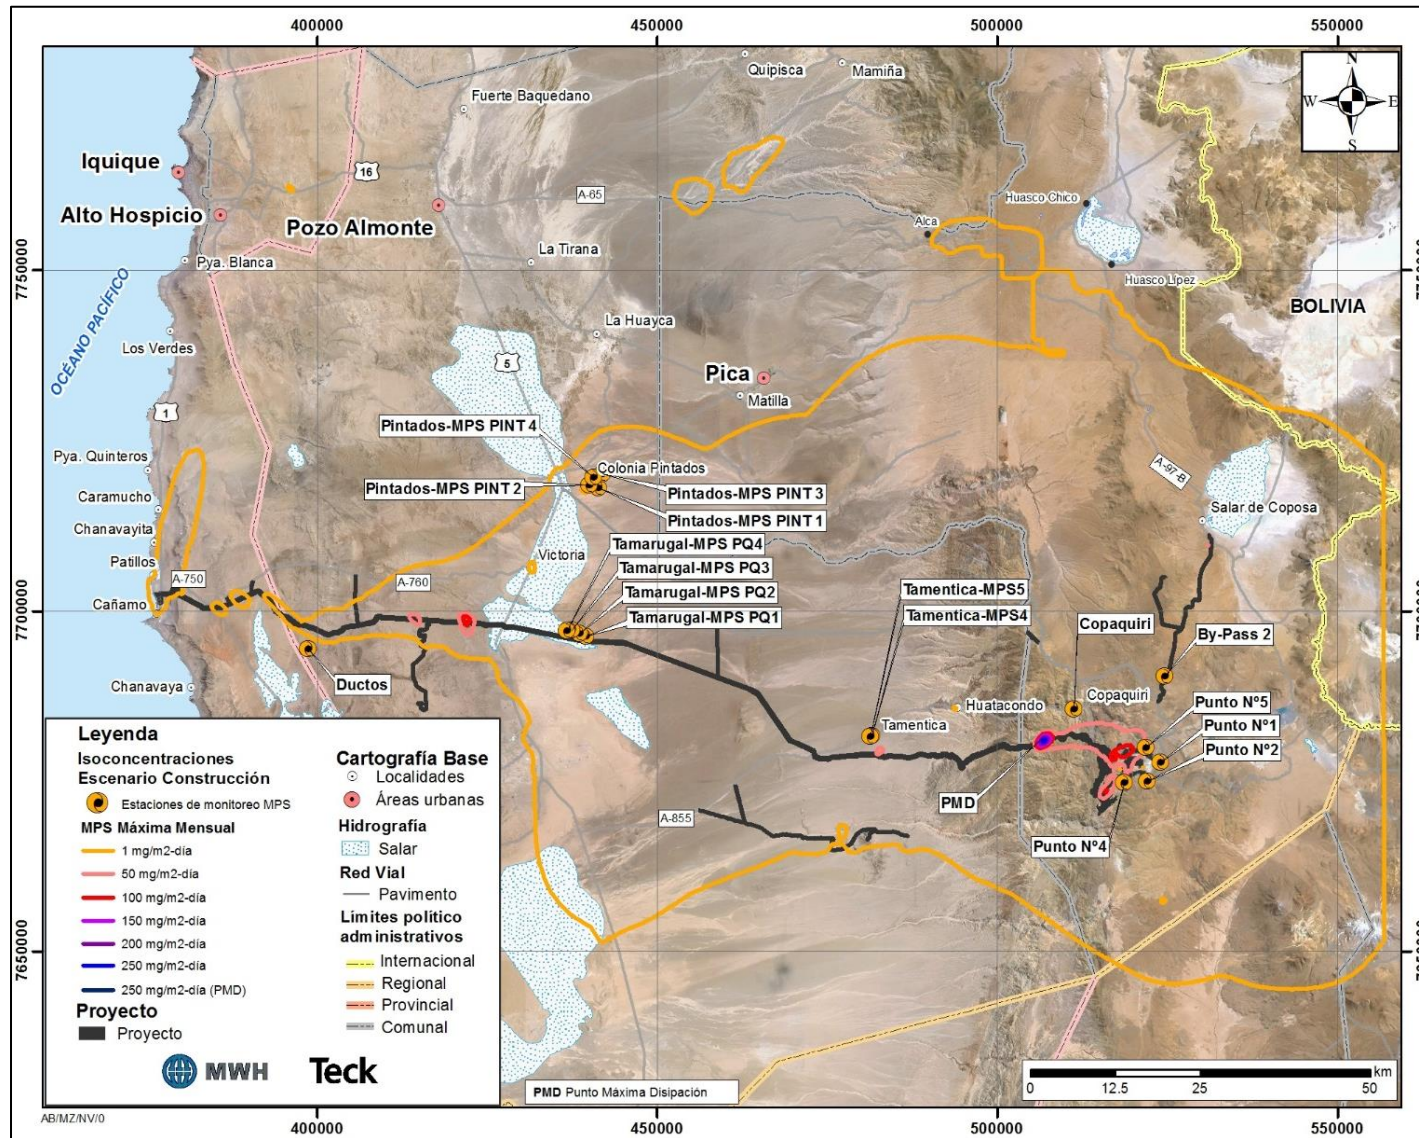 400000
450000
500000
550000
Quipisca
Mamiña
Fuerte Baquedano
N
W
E
S
Iquique
16
Alto Hospicio
Pozo Almonte
A-65
Huasco Chico
Alca
La Tirana
Pya. Blanca
7750000
Huasco Lípez
BOLIVIA
OCÉANO PACÍFICO
La Huayca
Los Verdes
5
Pica
Matilla
1
Pintados-MPS PINT 4
Pya. Quinteros
Colonia Pintados
A-97-B
Pintados-MPS PINT 2
Pintados-MPS PINT 3
Caramucho
Pintados-MPS PINT 1
Salar de Coposa
Chanavayita
Tamarugal-MPS PQ4
Victoria
Patillos
Tamarugal-MPS PQ3
A-750
A-760
Tamarugal-MPS PQ2
Tamentica-MPS5
Cañamo
7700000
Tamarugal-MPS PQ1
Tamentica-MPS4
Copaquiri
By-Pass 2
Chanavaya
Ductos
Copaquiri
Huatacondo
Punto Nº5
Tamentica
Punto Nº1
Punto Nº2
PMD
A-855
Punto Nº4
Leyenda
Isoconcentraciones
Escenario Construcción
Estaciones de monitoreo MPS
MPS Máxima Mensual
1 mg/m2-día
50 mg/m2-día
100 mg/m2-día
150 mg/m2-día
200 mg/m2-día
250 mg/m2-día
250 mg/m2-día (PMD)
Proyecto
Proyecto
Cartografía Base
Localidades
Áreas urbanas
Hidrografía
Salar
Red Vial
Pavimento
Limites político
administrativos
Internacional
Regional
Provincial
Comunal
MWH
Teck
7650000
PMD Punto Máxima Disipación
km
0
12.5
25
50
AB/MZ/NV/0
400000
450000
500000
550000